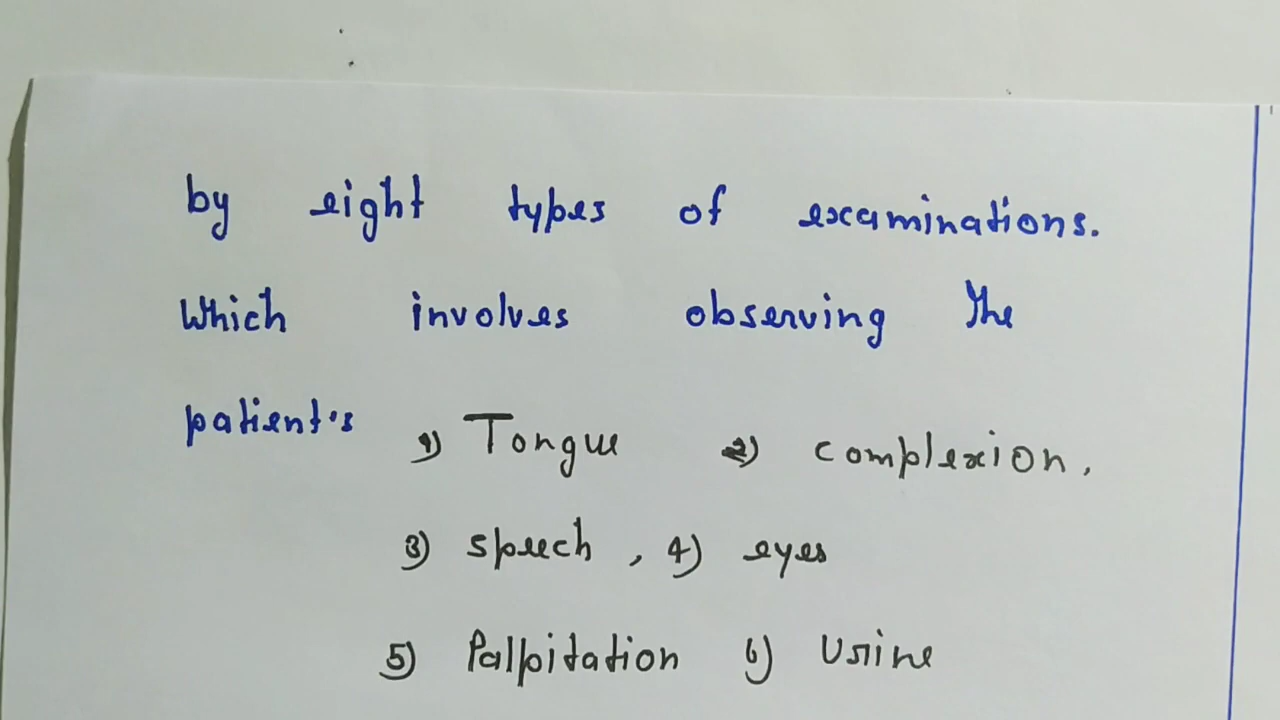 by eight types of examinations.
Which involves observing The
patient's 1) Tongue 2) complexion,
3) speech, 4) eyes
5) Palpitation 6) Urine